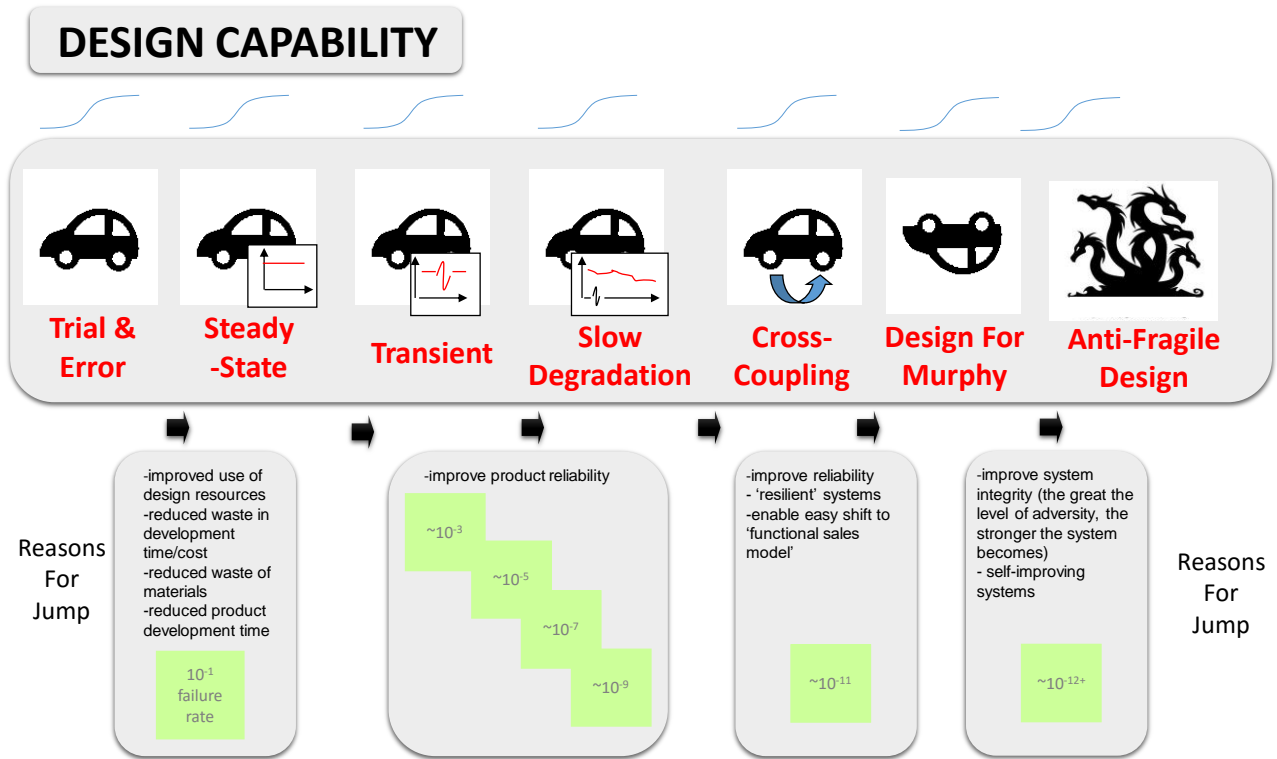 DESIGN CAPABILITY
Trial &
Error
Steady
-State
Transient
Slow
Degradation
Cross-
Coupling
Design For
Murphy
Anti-Fragile
Design
Reasons
For
Jump
-improved use of
design resources
-reduced waste in
development
time/cost
-reduced waste of
materials
-reduced product
development time
10⁻¹
failure
rate
-improve product reliability
~10⁻³
~10⁻⁵
~10⁻⁷
~10⁻⁹
-improve reliability
- ‘resilient’ systems
-enable easy shift to
‘functional sales
model’
~10⁻¹¹
-improve system
integrity (the great the
level of adversity, the
stronger the system
becomes)
- self-improving
systems
~10⁻¹²⁺
Reasons
For
Jump